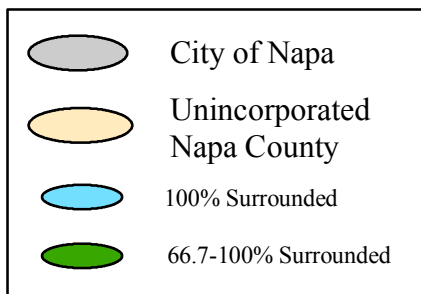 City of Napa
Unincorporated
Napa County
100% Surrounded
66.7-100% Surrounded